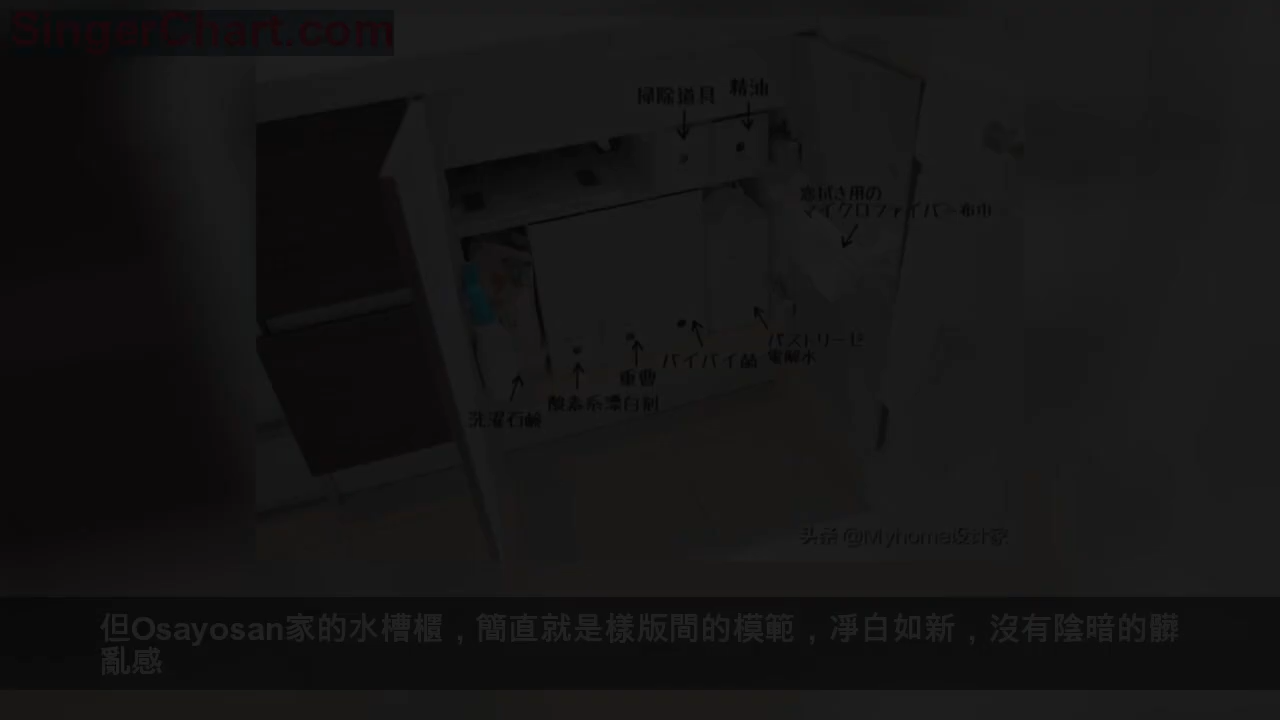 SingerChart.com
掃除道具
精油
窓拭き用の
マイクロファイバー布巾
パストリーゼ
電解水
バイバイ菌
重曹
酸素系漂白剤
洗濯石鹸
头条 @Myhome设计家
但Osayosan家的水槽櫃，簡直就是樣版間的模範，凈白如新，沒有陰暗的髒
亂感